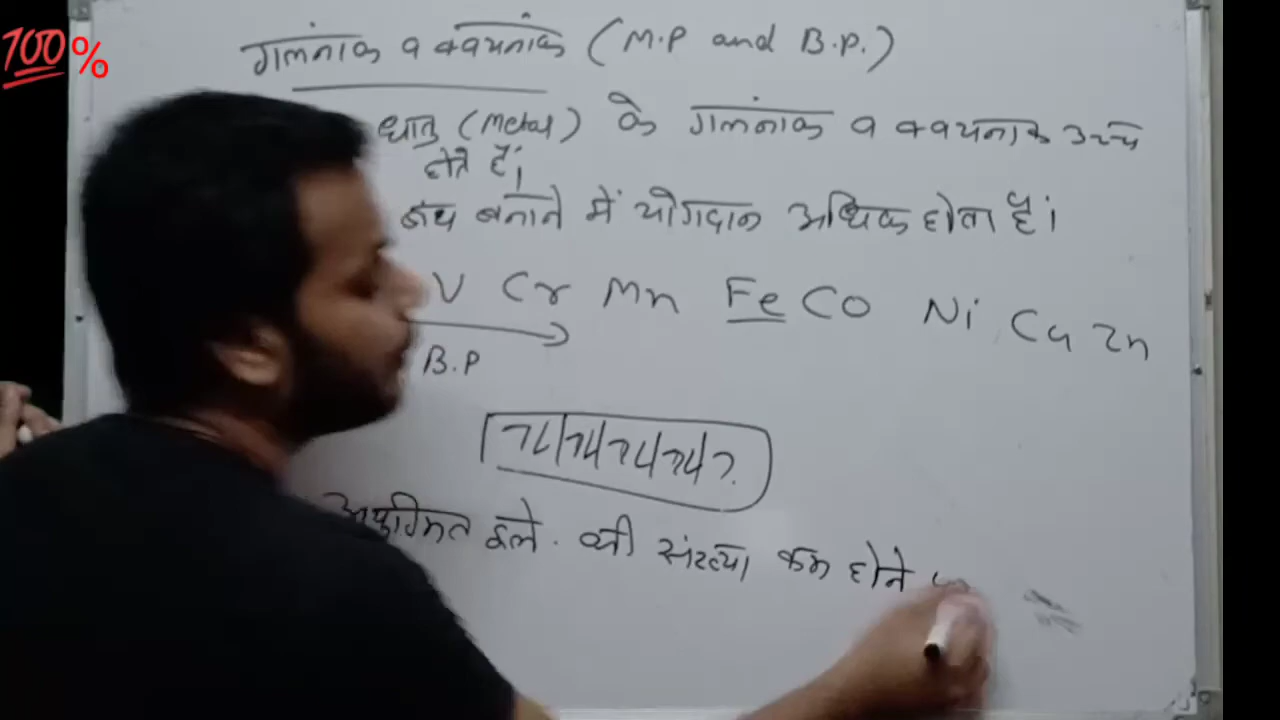 100%
गलनांक व क्वथनांक (M.P and B.P.)
धातु (Metal) के गलनांक व क्वथनांक उच्च
होते हैं।
बनाने में योगदान अधिक होता है।
V Cr Mn Fe Co Ni Cu Zn
B.P
अयुग्मित इले. की संख्या कम होने